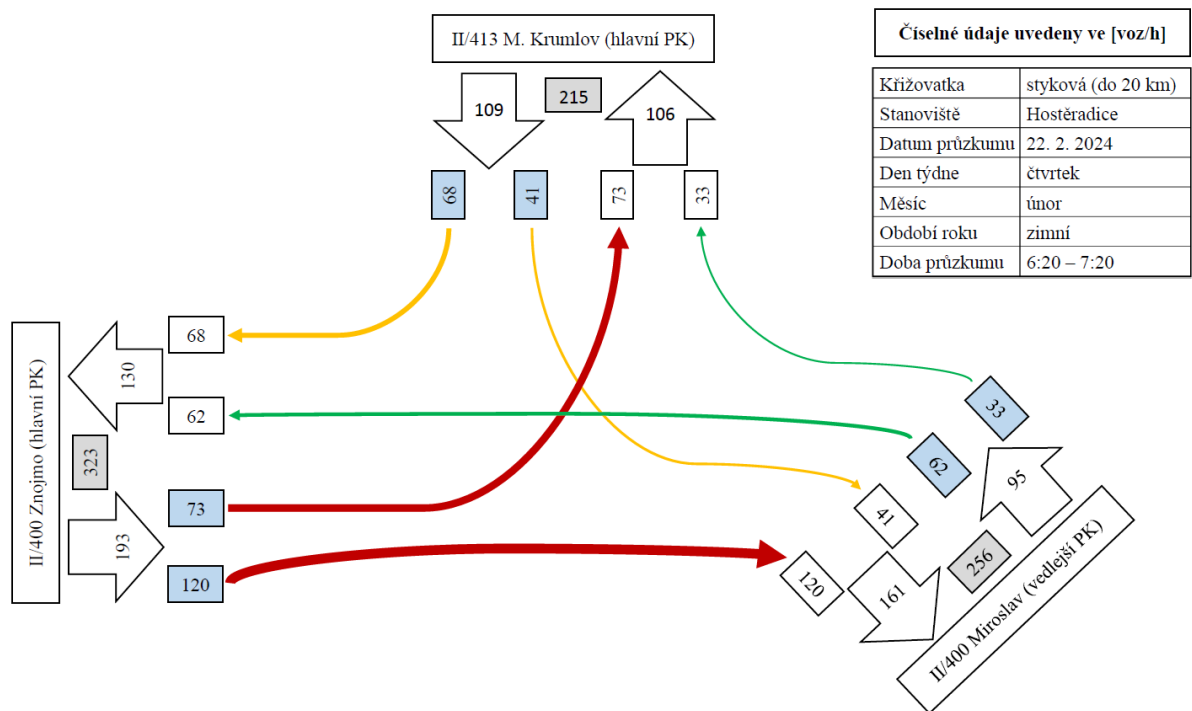 II/413 M. Krumlov (hlavní PK)
109
215
106
68
41
73
33
Číselné údaje uvedeny ve [voz/h]
Křižovatka styková (do 20 km)
Stanoviště Hostěradice
Datum průzkumu 22. 2. 2024
Den týdne čtvrtek
Měsíc únor
Období roku zimní
Doba průzkumu 6:20 – 7:20
II/400 Znojmo (hlavní PK)
68
130
62
323
73
193
120
33
62
95
41
256
120
161
II/400 Miroslav (vedlejší PK)